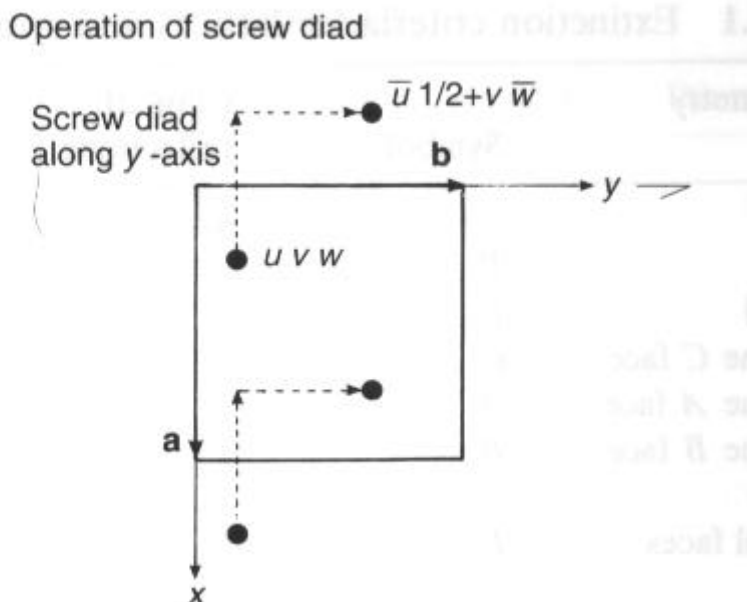 Operation of screw diad
u̅ 1/2+v w̅
Screw diad
along y -axis
b
y
u v w
a
x